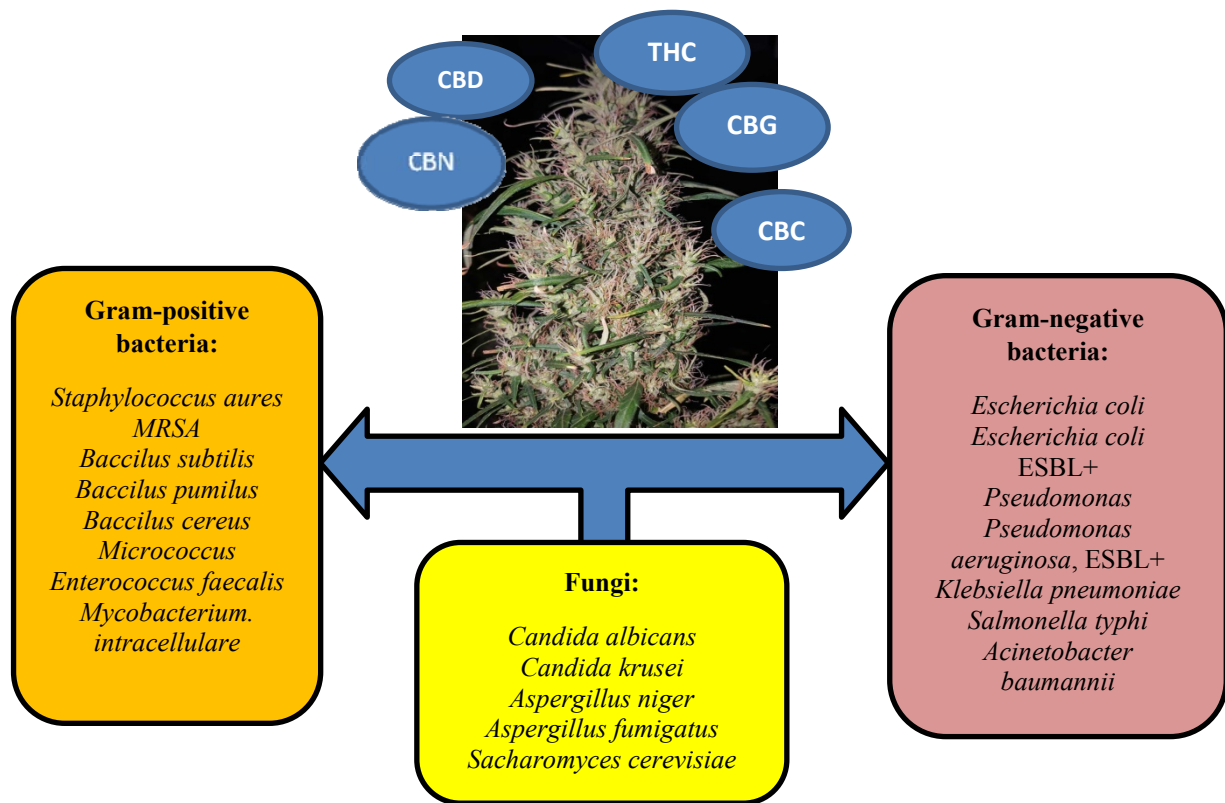 THC
CBD
CBG
CBN
CBC
Gram-positive
bacteria:
Staphylococcus aures
MRSA
Baccilus subtilis
Baccilus pumilus
Baccilus cereus
Micrococcus
Enterococcus faecalis
Mycobacterium.
intracellulare
Fungi:
Candida albicans
Candida krusei
Aspergillus niger
Aspergillus fumigatus
Sacharomyces cerevisiae
Gram-negative
bacteria:
Escherichia coli
Escherichia coli
ESBL+
Pseudomonas
Pseudomonas
aeruginosa, ESBL+
Klebsiella pneumoniae
Salmonella typhi
Acinetobacter
baumannii